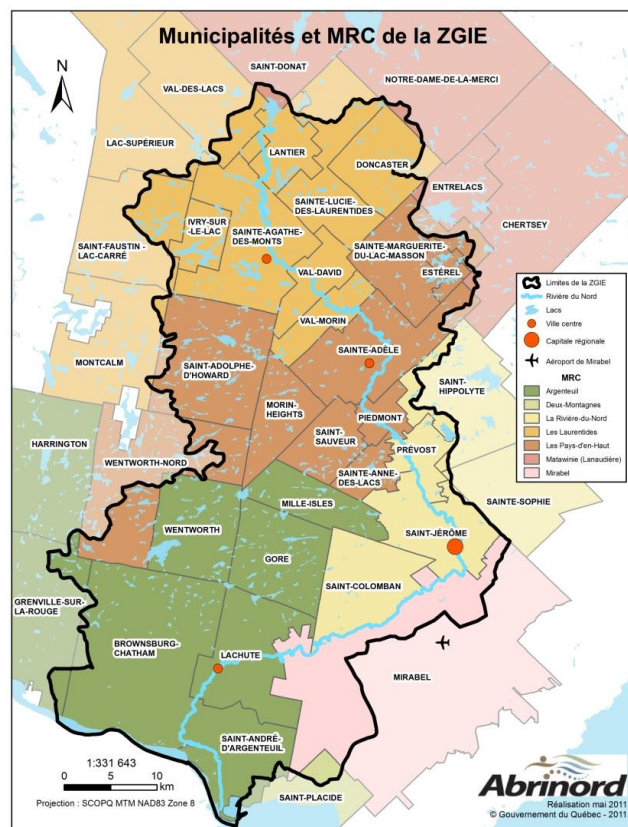 Municipalités et MRC de la ZGIE
N
SAINT-DONAT
NOTRE-DAME-DE-LA-MERCI
VAL-DES-LACS
LAC-SUPÉRIEUR
LANTIER
DONCASTER
ENTRELACS
SAINTE-LUCIE-
DES-LAURENTIDES
IVRY-SUR
-LE-LAC
CHERTSEY
SAINTE-AGATHE-
DES-MONTS
SAINTE-MARGUERITE-
DU-LAC-MASSON
SAINT-FAUSTIN -
LAC-CARRÉ
ESTÉREL
VAL-DAVID
VAL-MORIN
MONTCALM
SAINT-ADOLPHE-
D'HOWARD
SAINTE-ADÈLE
SAINT-
HIPPOLYTE
MORIN-
HEIGHTS
PIEDMONT
SAINT-
SAUVEUR
HARRINGTON
PRÉVOST
WENTWORTH-NORD
SAINTE-ANNE-
DES-LACS
SAINTE-SOPHIE
MILLE-ISLES
WENTWORTH
SAINT-JÉRÔME
GORE
SAINT-COLOMBAN
GRENVILLE-SUR-
LA-ROUGE
BROWNSBURG-
CHATHAM
LACHUTE
MIRABEL
SAINT-ANDRÉ-
D'ARGENTEUIL
SAINT-PLACIDE
Limites de la ZGIE
Rivière du Nord
Lacs
Ville centre
Capitale régionale
Aéroport de Mirabel
MRC
Argenteuil
Deux-Montagnes
La Rivière-du-Nord
Les Laurentides
Les Pays-d'en-Haut
Matawinie (Lanaudière)
Mirabel
1:331 643
0 5 10
km
Projection : SCOPQ MTM NAD83 Zone 8
Abrinord
Réalisation mai 2011
© Gouvernement du Québec - 2011